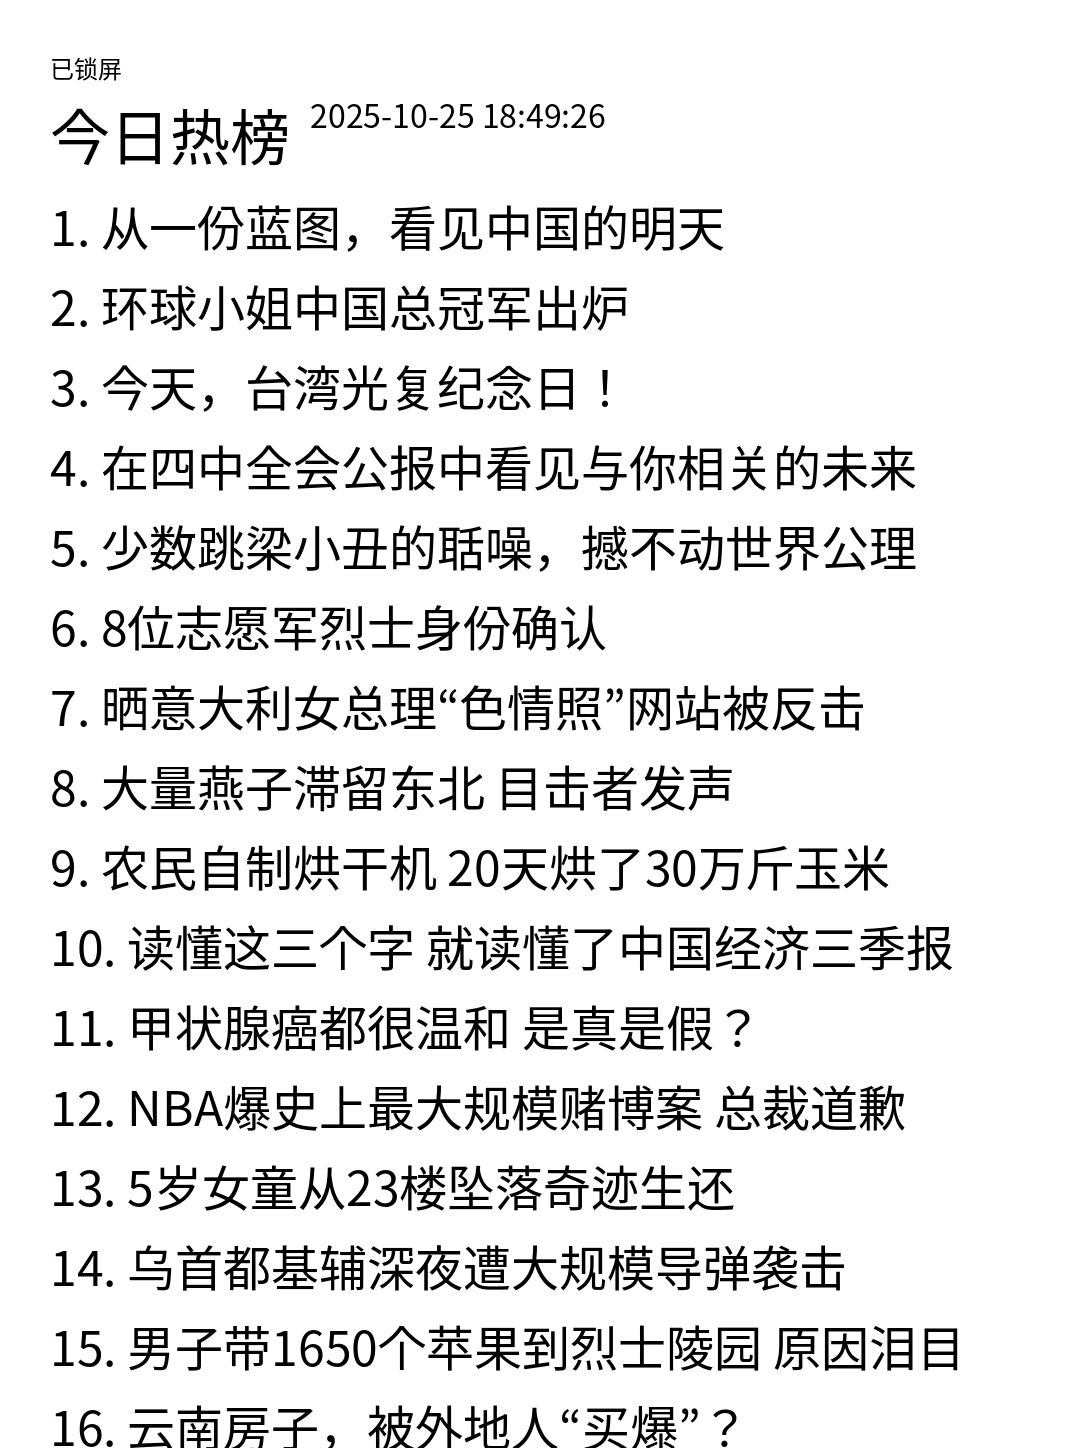 已锁屏
今日热榜 2025-10-25 18:49:26
1. 从一份蓝图，看见中国的明天
2. 环球小姐中国总冠军出炉
3. 今天，台湾光复纪念日！
4. 在四中全会公报中看见与你相关的未来
5. 少数跳梁小丑的聒噪，撼不动世界公理
6. 8位志愿军烈士身份确认
7. 晒意大利女总理“色情照”网站被反击
8. 大量燕子滞留东北 目击者发声
9. 农民自制烘干机 20天烘了30万斤玉米
10. 读懂这三个字 就读懂了中国经济三季报
11. 甲状腺癌都很温和 是真是假？
12. NBA爆史上最大规模赌博案 总裁道歉
13. 5岁女童从23楼坠落奇迹生还
14. 乌首都基辅深夜遭大规模导弹袭击
15. 男子带1650个苹果到烈士陵园 原因泪目
16. 云南房子，被外地人“买爆”？